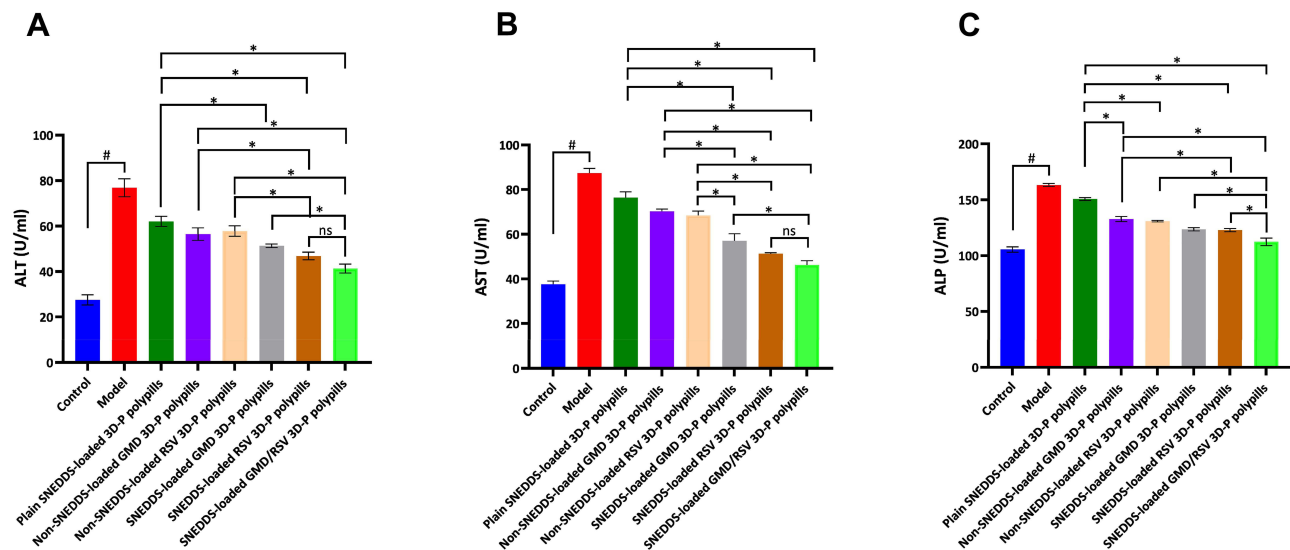 A
*
*
*
*
*
*
*
*
ns
#
100
80
60
40
20
0
ALT (U/ml)
Control
Model
Plain SNEDDS-loaded 3D-P polypills
Non-SNEDDS-loaded GMD 3D-P polypills
Non-SNEDDS-loaded RSV 3D-P polypills
SNEDDS-loaded GMD 3D-P polypills
SNEDDS-loaded RSV 3D-P polypills
SNEDDS-loaded GMD/RSV 3D-P polypills
B
*
*
*
*
*
*
*
*
*
*
ns
#
100
80
60
40
20
0
AST (U/ml)
Control
Model
Plain SNEDDS-loaded 3D-P polypills
Non-SNEDDS-loaded GMD 3D-P polypills
Non-SNEDDS-loaded RSV 3D-P polypills
SNEDDS-loaded GMD 3D-P polypills
SNEDDS-loaded RSV 3D-P polypills
SNEDDS-loaded GMD/RSV 3D-P polypills
C
*
*
*
*
*
*
*
*
*
#
200
150
100
50
0
ALP (U/ml)
Control
Model
Plain SNEDDS-loaded 3D-P polypills
Non-SNEDDS-loaded GMD 3D-P polypills
Non-SNEDDS-loaded RSV 3D-P polypills
SNEDDS-loaded GMD 3D-P polypills
SNEDDS-loaded RSV 3D-P polypills
SNEDDS-loaded GMD/RSV 3D-P polypills